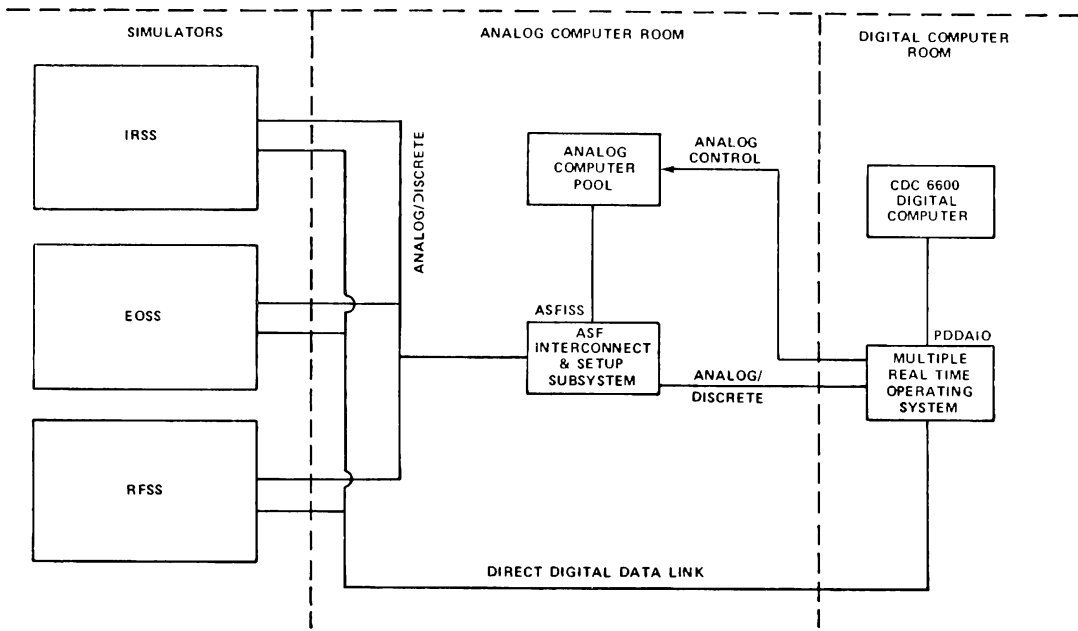 SIMULATORS
ANALOG COMPUTER ROOM
DIGITAL COMPUTER
ROOM
IRSS
EOSS
RFSS
ANALOG/DISCRETE
ANALOG
COMPUTER
POOL
ANALOG
CONTROL
CDC 6600
DIGITAL
COMPUTER
ASFISS
ASF
INTERCONNECT
& SETUP
SUBSYSTEM
ANALOG/
DISCRETE
PDDAIO
MULTIPLE
REAL TIME
OPERATING
SYSTEM
DIRECT DIGITAL DATA LINK